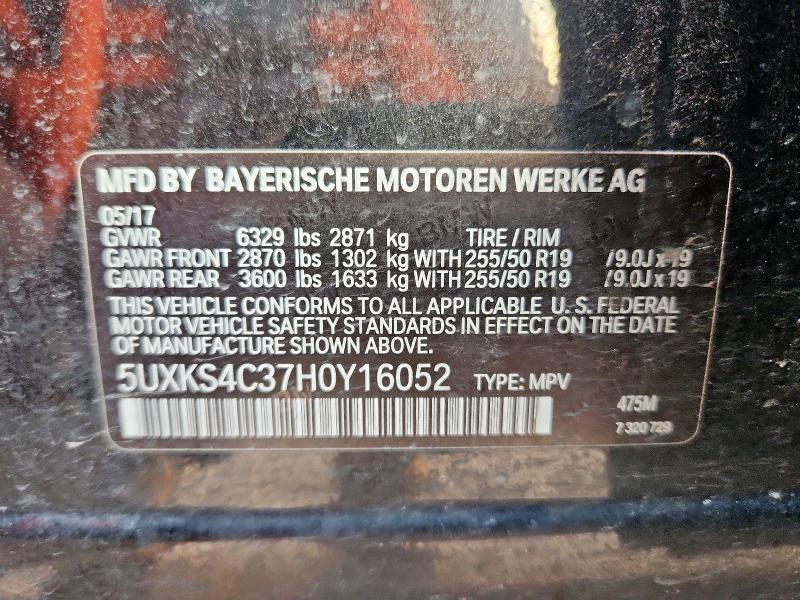 MFD BY BAYERISCHE MOTOREN WERKE AG
05/17
GVWR 6329 lbs 2871 kg TIRE / RIM
GAWR FRONT 2870 lbs 1302 kg WITH 255/50 R19 / 9.0J x 19
GAWR REAR 3600 lbs 1633 kg WITH 255/50 R19 / 9.0J x 19
THIS VEHICLE CONFORMS TO ALL APPLICABLE U.S. FEDERAL
MOTOR VEHICLE SAFETY STANDARDS IN EFFECT ON THE DATE
OF MANUFACTURE SHOWN ABOVE.
5UXKS4C37H0Y16052 TYPE: MPV
475M
7 320 729